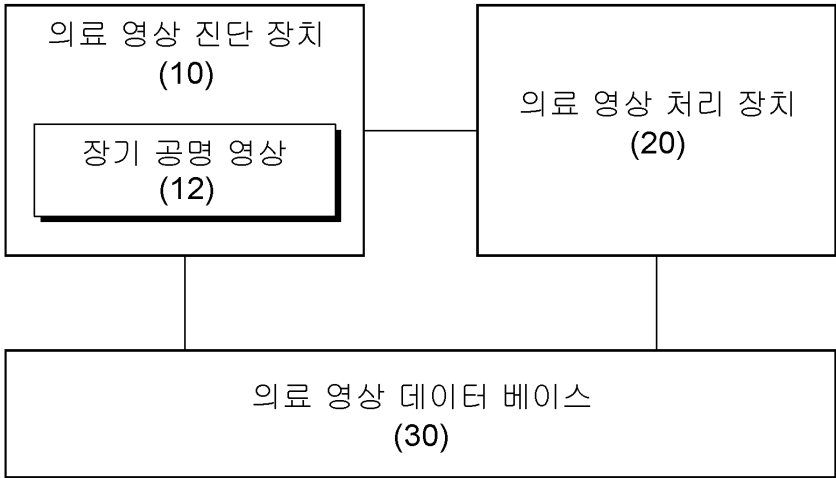 의료 영상 진단 장치
(10)
장기 공명 영상
(12)
의료 영상 처리 장치
(20)
의료 영상 데이터 베이스
(30)